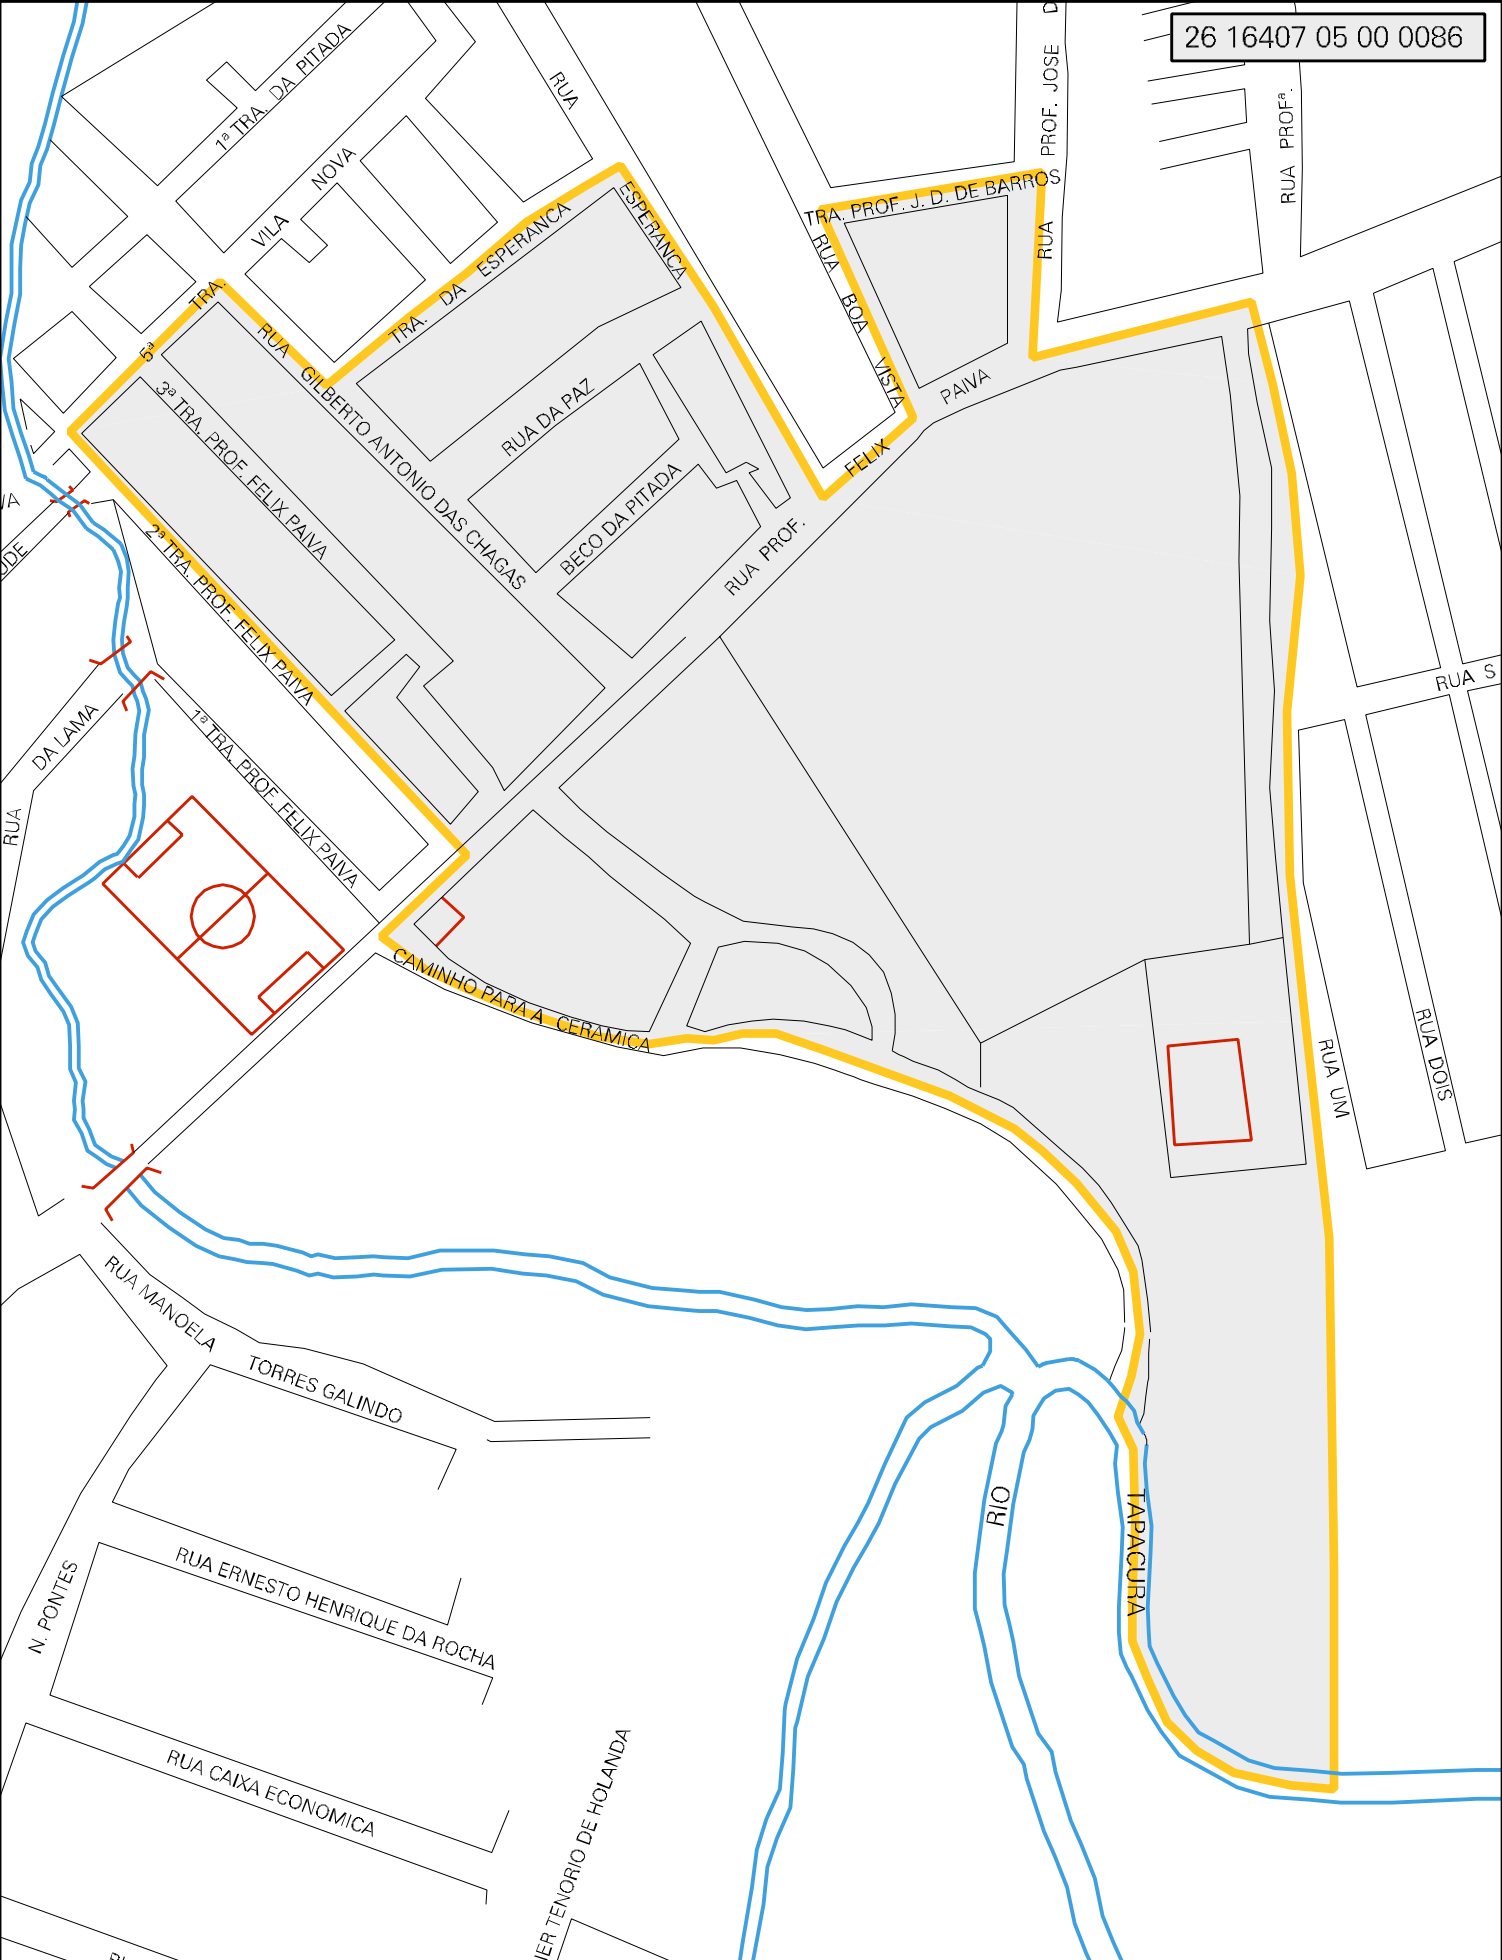 26 16407 05 00 0086
1ª TRA. DA PITADA
RUA
PROF. JOSE D
RUA PROFª.
VILA NOVA
ESPERANCA
TRA. PROF. J. D. DE BARROS
RUA
TRA. DA ESPERANCA
RUA BOA VISTA
5ª TRA.
RUA GILBERTO ANTONIO DAS CHAGAS
3ª TRA. PROF. FELIX PAIVA
RUA DA PAZ
BECO DA PITADA
RUA PROF. FELIX PAIVA
2ª TRA. PROF. FELIX PAIVA
RUA S
RUA DA LAMA
1ª TRA. PROF. FELIX PAIVA
CAMINHO PARA A CERAMICA
RUA UM
RUA DOIS
RUA MANOELA TORRES GALINDO
RIO TAPACURA
N. PONTES
RUA ERNESTO HENRIQUE DA ROCHA
RUA CAIXA ECONOMICA
IER TENORIO DE HOLANDA